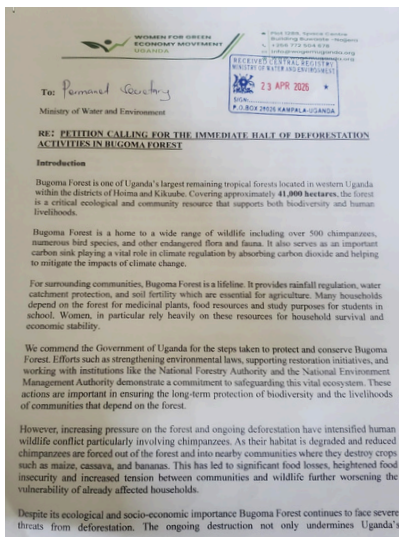 WOMEN FOR GREEN
ECONOMY MOVEMENT
UGANDA
Plot 1265, Space Centre
Building
+256 772 504 976
RECEIVED CENTRAL REGISTRY
MINISTRY OF WATER AND ENVIRONMENT
23 APR 2026 *
SIGN:
P.O.BOX 20026 KAMPALA-UGANDA
To: Permanent Secretary
Ministry of Water and Environment
RE: PETITION CALLING FOR THE IMMEDIATE HALT OF DEFORESTATION
ACTIVITIES IN BUGOMA FOREST
Introduction
Bugoma Forest is one of Uganda's largest remaining tropical forests located in western Uganda
within the districts of Hoima and Kikuube. Covering approximately 41,000 hectares, the forest
is a critical ecological and community resource that supports both biodiversity and human
livelihoods.
Bugoma Forest is a home to a wide range of wildlife including over 500 chimpanzees,
numerous bird species, and other endangered flora and fauna. It also serves as an important
carbon sink playing a vital role in climate regulation by absorbing carbon dioxide and helping
to mitigate the impacts of climate change.
For surrounding communities, Bugoma Forest is a lifeline. It provides rainfall regulation, water
catchment protection, and soil fertility which are essential for agriculture. Many households
depend on the forest for medicinal plants, food resources and study purposes for students in
school. Women, in particular rely heavily on these resources for household survival and
economic stability.
We commend the Government of Uganda for the steps taken to protect and conserve Bugoma
Forest. Efforts such as strengthening environmental laws, supporting restoration initiatives, and
working with institutions like the National Forestry Authority and the National Environment
Management Authority demonstrate a commitment to safeguarding this vital ecosystem. These
actions are important in ensuring the long-term protection of biodiversity and the livelihoods
of communities that depend on the forest.
However, increasing pressure on the forest and ongoing deforestation have intensified human
wildlife conflict particularly involving chimpanzees. As their habitat is degraded and reduced
chimpanzees are forced out of the forest and into nearby communities where they destroy crops
such as maize, cassava, and bananas. This has led to significant food losses, heightened food
insecurity and increased tension between communities and wildlife further worsening the
vulnerability of already affected households.
Despite its ecological and socio-economic importance Bugoma Forest continues to face severe
threats from deforestation. The ongoing destruction not only undermines Uganda's